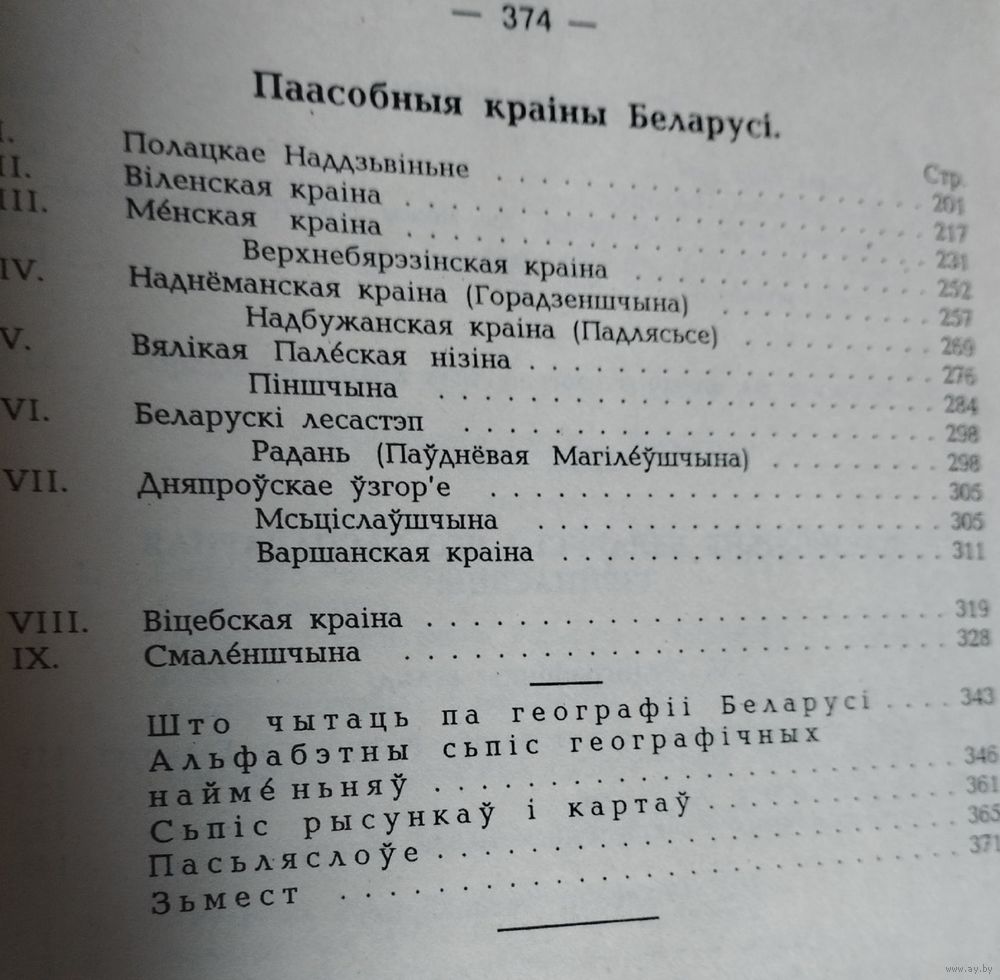 — 374 —
Паасобныя краіны Беларусі.
Стр.
I. Полацкае Наддзьвіньне . . . . . . . . . . . . . . . 201
II. Віленская краіна . . . . . . . . . . . . . . . 217
III. Ме́нская краіна . . . . . . . . . . . . . . . 231
Верхнебярэзінская краіна . . . . . . . . . . 252
IV. Наднёманская краіна (Горадзеншчына) . . . . . . . . 257
Надбужанская краіна (Падлясьсе) . . . . . . . . 269
V. Вялікая Пале́ская нізіна . . . . . . . . . . . . . 276
Піншчына . . . . . . . . . . . . . . . 284
VI. Беларускі лесастэп . . . . . . . . . . . . . . . 298
Радань (Паўднёвая Магіле́ўшчына) . . . . . . . 298
VII. Дняпроўскае ўзгор'е . . . . . . . . . . . . . . . 305
Мсьціслаўшчына . . . . . . . . . . . . . 305
Варшанская краіна . . . . . . . . . . . . 311
VIII. Віцебская краіна . . . . . . . . . . . . . . . 319
IX. Смале́ншчына . . . . . . . . . . . . . . . 328
Што чытаць па географіі Беларусі . . . . 343
Альфабэтны сьпіс географічных
найме́ньняў . . . . . . . . . . . . . . . 346
Сьпіс рысункаў і картаў . . . . . . . . . 361
Пасьляслоўе . . . . . . . . . . . . . . . 365
Зьмест . . . . . . . . . . . . . . . 371
www.ay.by